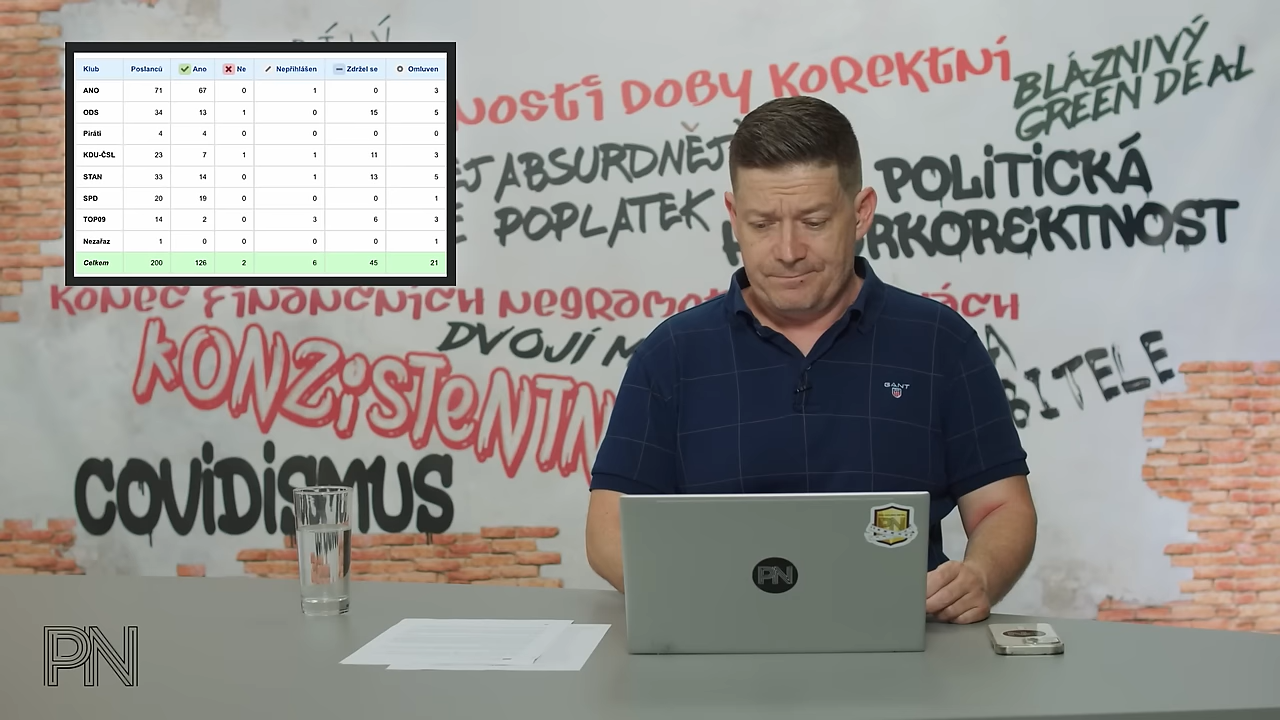 Klub Poslanců Ano Ne Nepřihlášen Zdržel se Omluven
ANO 71 67 0 1 0 3
ODS 34 13 1 0 15 5
Piráti 4 4 0 0 0 0
KDU-ČSL 23 7 1 1 11 3
STAN 33 14 0 1 13 5
SPD 20 19 0 0 0 1
TOP09 14 2 0 3 6 3
Nezařaz 1 0 0 0 0 1
Celkem 200 126 2 6 45 21
NOSTÍ DOBY KOREKTNÍ
BLÁZNIVÝ
GREEN DEAL
ABSURDNĚJ
POPLATEK
POLITICKÁ
RKOREKTNOST
KONEC FINANČNÍCH NEGRAMOT
DVOJÍ M
KONZISTENTN
COVIDISMUS
GANT
PN
PN
PN